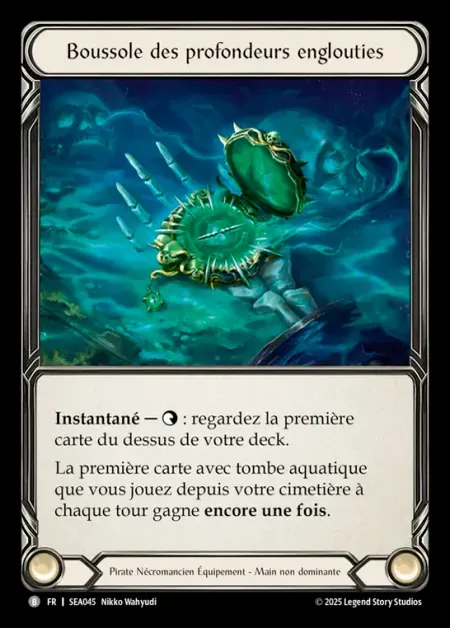 Boussole des profondeurs englouties
Instantané — : regardez la première
carte du dessus de votre deck.
La première carte avec tombe aquatique
que vous jouez depuis votre cimetière à
chaque tour gagne encore une fois.
Pirate Nécromancien Équipement - Main non dominante
B FR | SEA045 Nikko Wahyudi © 2025 Legend Story Studios